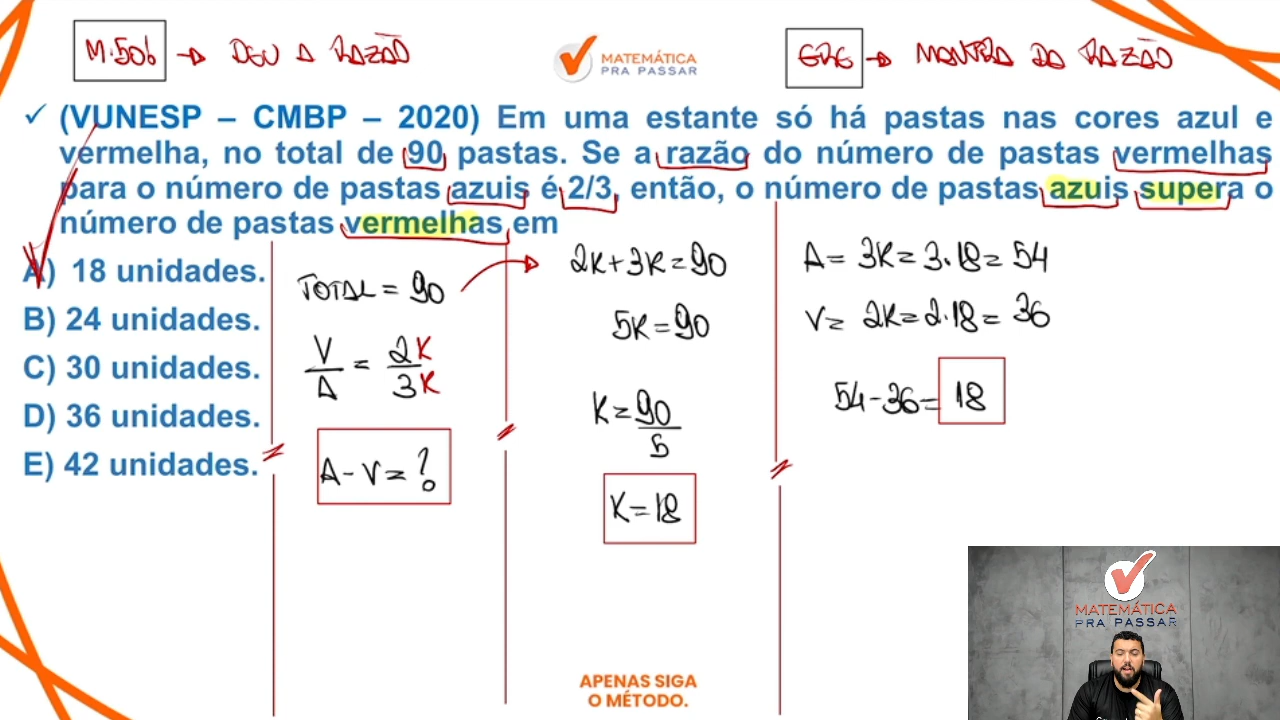 M.50% → DEU A RAZÃO
MATEMÁTICA
PRA PASSAR
→ MANTRA DA RAZÃO
✓ (VUNESP – CMBP – 2020) Em uma estante só há pastas nas cores azul e
vermelha, no total de 90 pastas. Se a razão do número de pastas vermelhas
para o número de pastas azuis é 2/3, então, o número de pastas azuis supera o
número de pastas vermelhas em
A) 18 unidades.
B) 24 unidades.
C) 30 unidades.
D) 36 unidades.
E) 42 unidades.
TOTAL = 90
V/A = 2K/3K
A - V = ?
2K+3K=90
5K=90
K=90/5
K=18
A= 3K= 3.18= 54
V= 2K= 2.18= 36
54-36= 18
APENAS SIGA
O MÉTODO.
MATEMÁTICA
PRA PASSAR